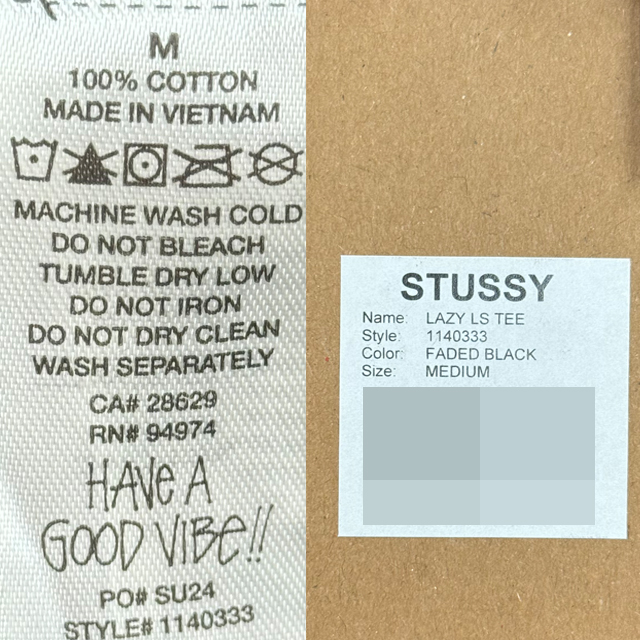 M
100% COTTON
MADE IN VIETNAM
MACHINE WASH COLD
DO NOT BLEACH
TUMBLE DRY LOW
DO NOT IRON
DO NOT DRY CLEAN
WASH SEPARATELY
CA# 28629
RN# 94974
HAVE A
GOOD VIBE!!
PO# SU24
STYLE# 1140333
STUSSY
Name: LAZY LS TEE
Style: 1140333
Color: FADED BLACK
Size: MEDIUM